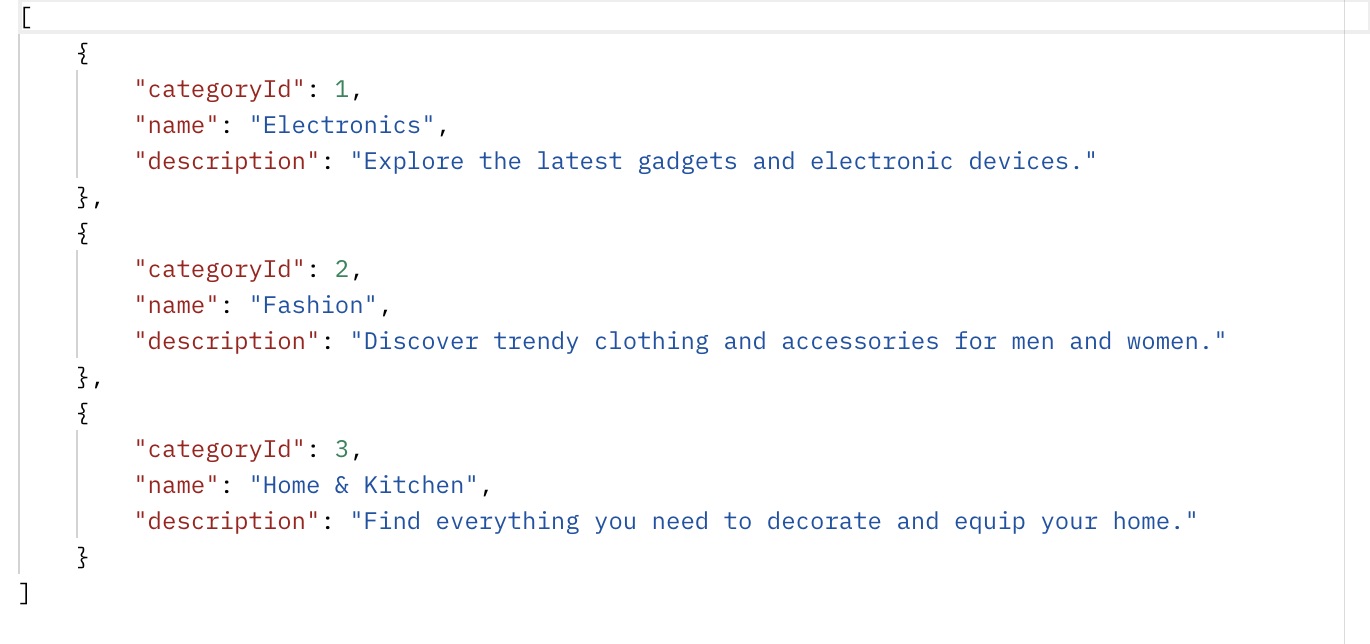 [
    {
        "categoryId": 1,
        "name": "Electronics",
        "description": "Explore the latest gadgets and electronic devices."
    },
    {
        "categoryId": 2,
        "name": "Fashion",
        "description": "Discover trendy clothing and accessories for men and women."
    },
    {
        "categoryId": 3,
        "name": "Home & Kitchen",
        "description": "Find everything you need to decorate and equip your home."
    }
]